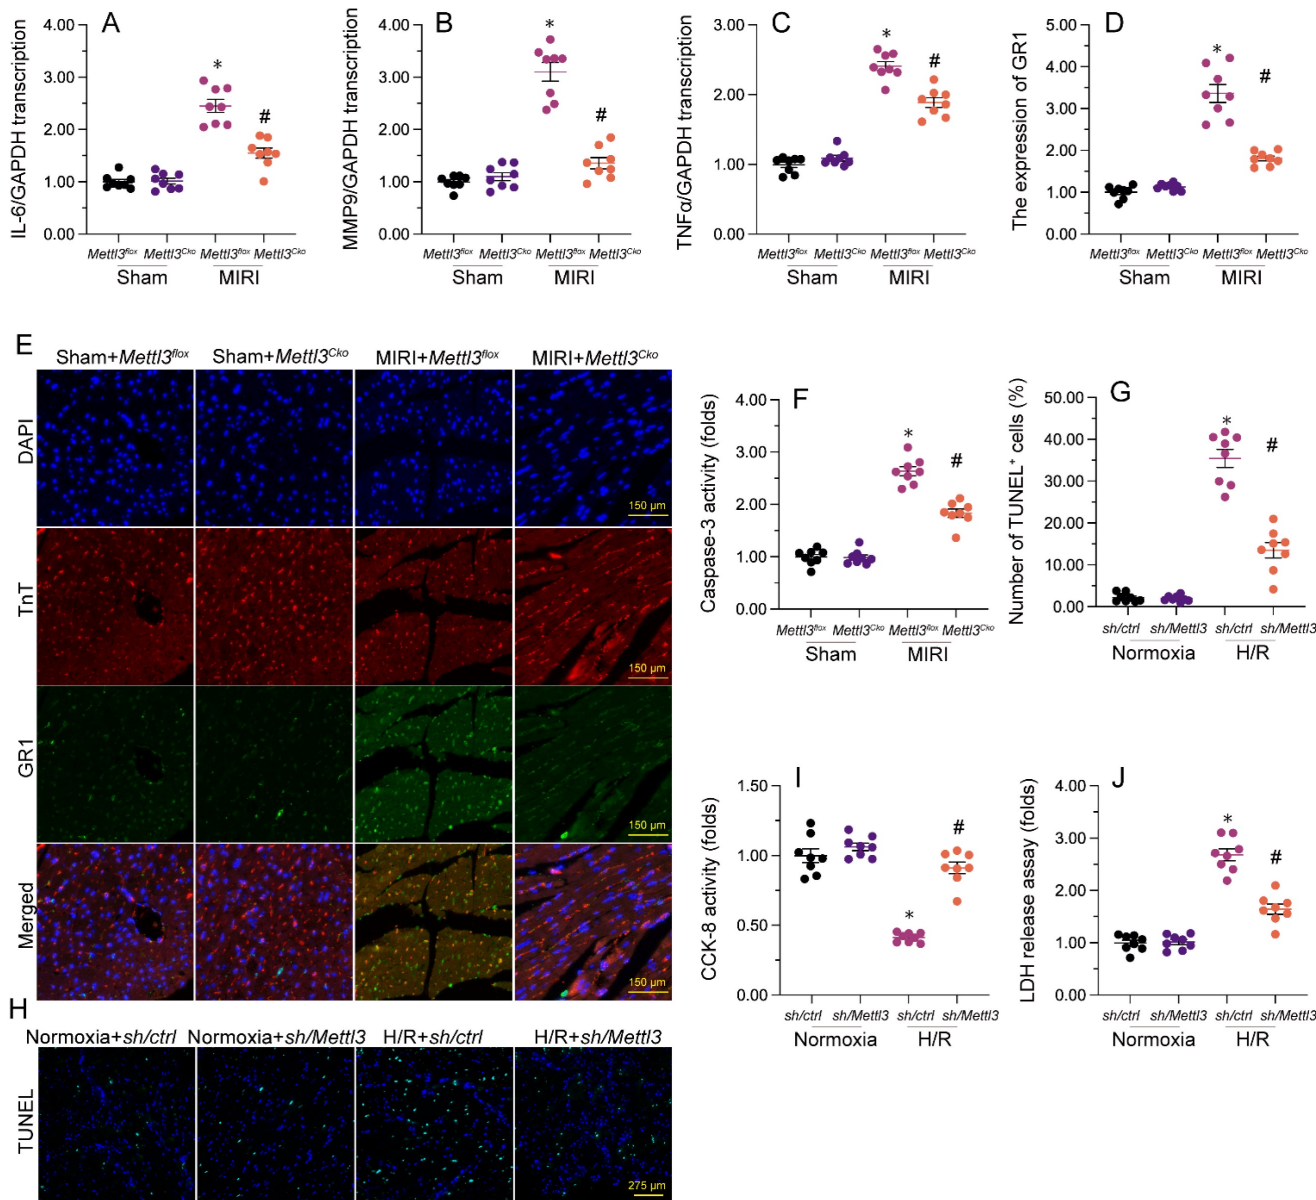 A
IL-6/GAPDH transcription
4.00
3.00
2.00
1.00
0.00
*
#
Mettl3flox Mettl3Cko Mettl3flox Mettl3Cko
Sham MIRI
B
MMP9/GAPDH transcription
4.00
3.00
2.00
1.00
0.00
*
#
Mettl3flox Mettl3Cko Mettl3flox Mettl3Cko
Sham MIRI
C
TNFα/GAPDH transcription
3.00
2.00
1.00
0.00
*
#
Mettl3flox Mettl3Cko Mettl3flox Mettl3Cko
Sham MIRI
D
The expression of GR1
5.00
4.00
3.00
2.00
1.00
0.00
*
#
Mettl3flox Mettl3Cko Mettl3flox Mettl3Cko
Sham MIRI
E
Sham+Mettl3flox Sham+Mettl3Cko MIRI+Mettl3flox MIRI+Mettl3Cko
DAPI
150 µm
TnT
150 µm
GR1
150 µm
Merged
150 µm
F
Caspase-3 activity (folds)
4.00
3.00
2.00
1.00
0.00
*
#
Mettl3flox Mettl3Cko Mettl3flox Mettl3Cko
Sham MIRI
G
Number of TUNEL+ cells (%)
50.00
40.00
30.00
20.00
10.00
0.00
*
#
sh/ctrl sh/Mettl3 sh/ctrl sh/Mettl3
Normoxia H/R
H
Normoxia+sh/ctrl Normoxia+sh/Mettl3 H/R+sh/ctrl H/R+sh/Mettl3
TUNEL
275 µm
I
CCK-8 activity (folds)
1.50
1.00
0.50
0.00
*
#
sh/ctrl sh/Mettl3 sh/ctrl sh/Mettl3
Normoxia H/R
J
LDH release assay (folds)
4.00
3.00
2.00
1.00
0.00
*
#
sh/ctrl sh/Mettl3 sh/ctrl sh/Mettl3
Normoxia H/R